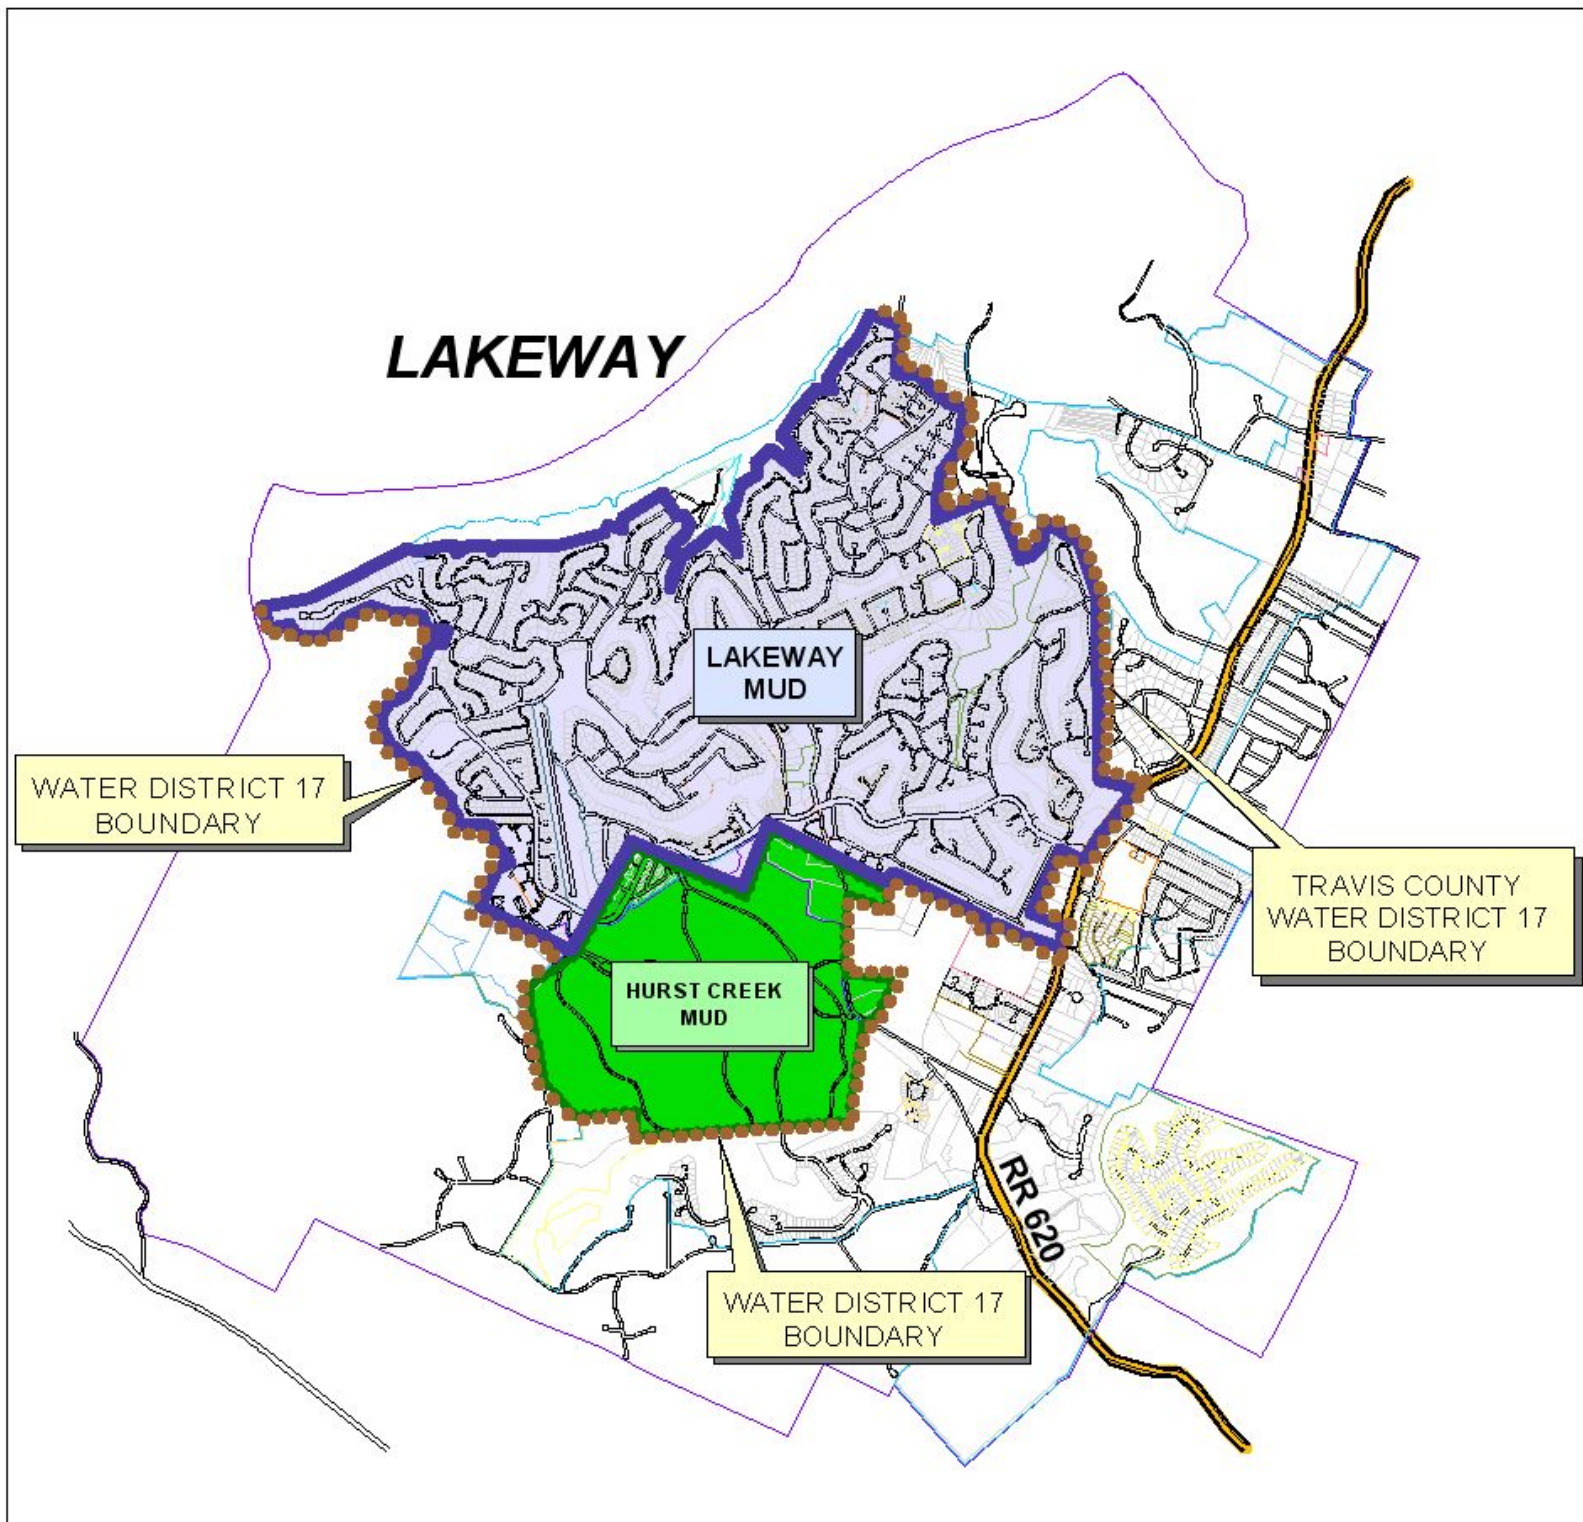 LAKEWAY
LAKEWAY
MUD
WATER DISTRICT 17
BOUNDARY
TRAVIS COUNTY
WATER DISTRICT 17
BOUNDARY
HURST CREEK
MUD
RR 620
WATER DISTRICT 17
BOUNDARY